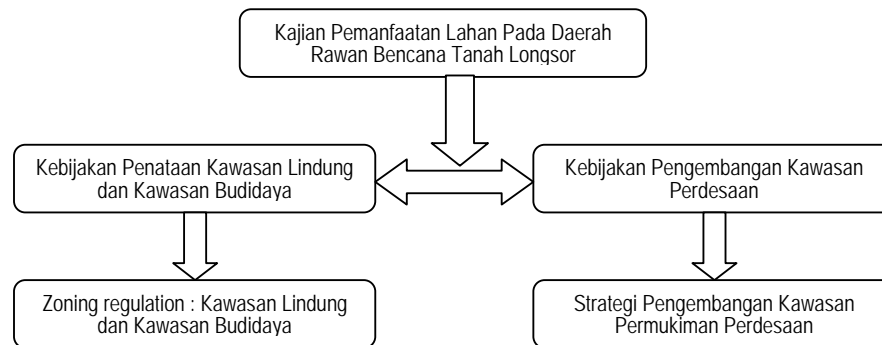 Kajian Pemanfaatan Lahan Pada Daerah
Rawan Bencana Tanah Longsor
Kebijakan Penataan Kawasan Lindung
dan Kawasan Budidaya
Kebijakan Pengembangan Kawasan
Perdesaan
Zoning regulation : Kawasan Lindung
dan Kawasan Budidaya
Strategi Pengembangan Kawasan
Permukiman Perdesaan